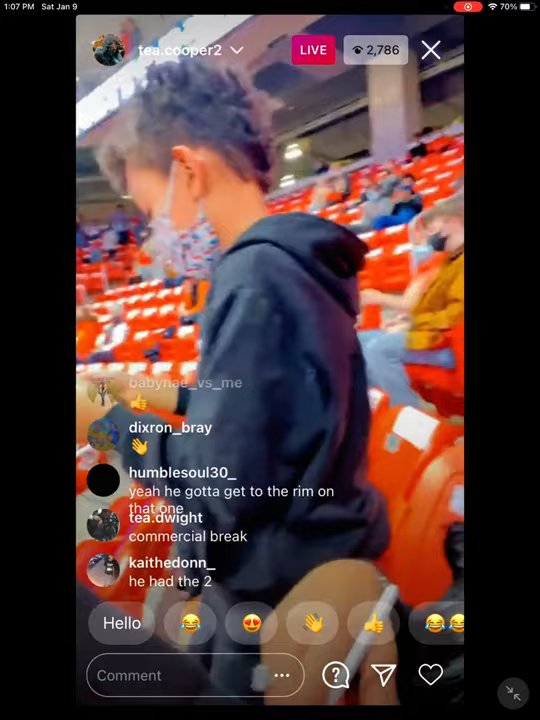 1:07 PM Sat Jan 9
70%
tea.cooper2
LIVE
2,786
babynae_vs_me
👍
dixron_bray
👋
humblesoul30_
yeah he gotta get to the rim on
that one
tea.dwight
commercial break
kaithedonn_
he had the 2
Hello 😂 😍 👋 👍 😂😂
Comment